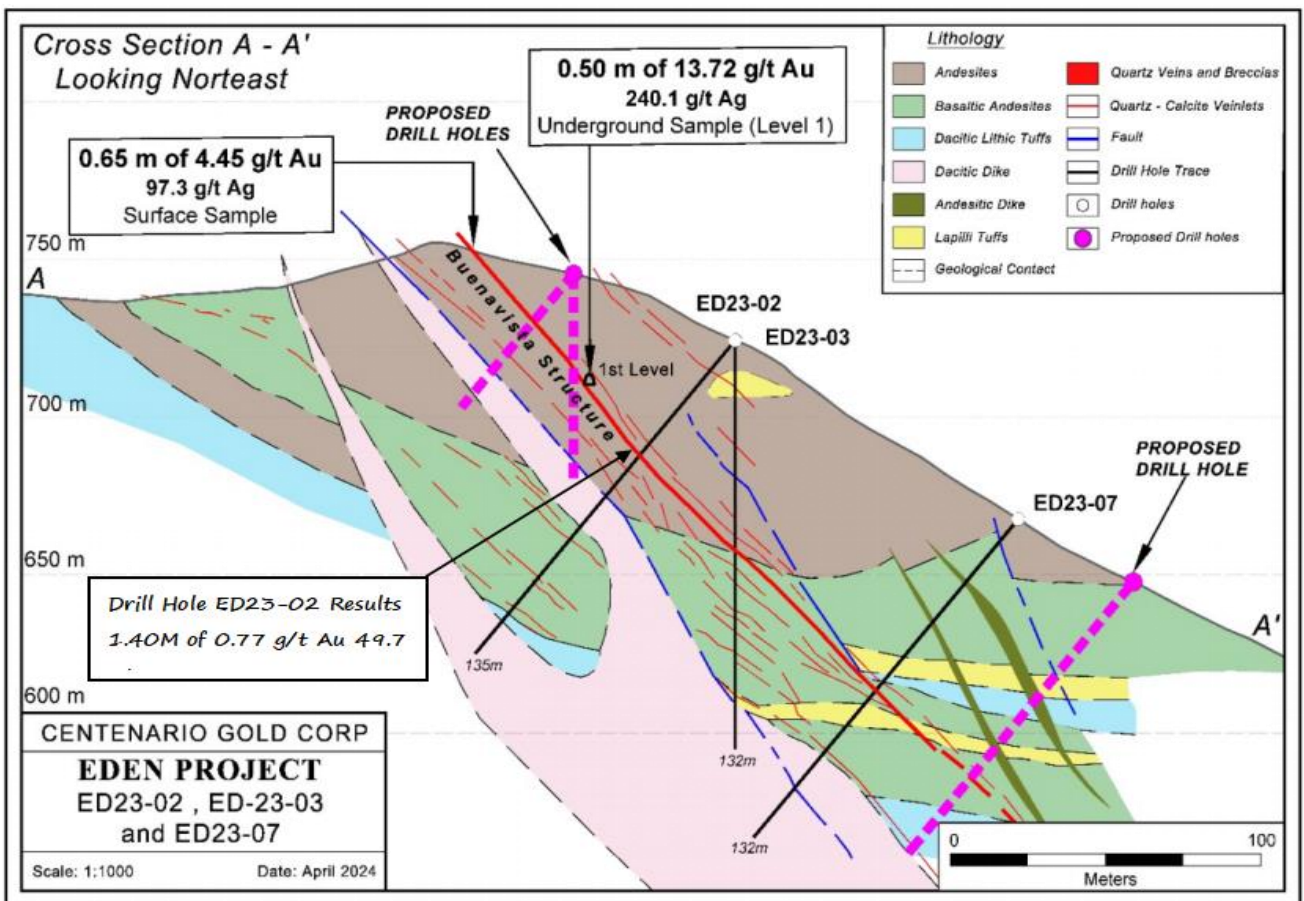 Cross Section A - A'
Looking Norteast
0.65 m of 4.45 g/t Au
97.3 g/t Ag
Surface Sample
PROPOSED
DRILL HOLES
0.50 m of 13.72 g/t Au
240.1 g/t Ag
Underground Sample (Level 1)
Lithology
Andesites
Basaltic Andesites
Dacitic Lithic Tuffs
Dacitic Dike
Andesitic Dike
Lapilli Tuffs
Geological Contact
Quartz Veins and Breccias
Quartz - Calcite Veinlets
Fault
Drill Hole Trace
Drill holes
Proposed Drill holes
750 m
A
Buenavista Structure
1st Level
ED23-02
ED23-03
700 m
PROPOSED
DRILL HOLE
ED23-07
650 m
A'
Drill Hole ED23-02 Results
1.40M of 0.77 g/t Au 49.7
.
135m
600 m
132m
132m
CENTENARIO GOLD CORP
EDEN PROJECT
ED23-02 , ED-23-03
and ED23-07
Scale: 1:1000 Date: April 2024
0 100
Meters